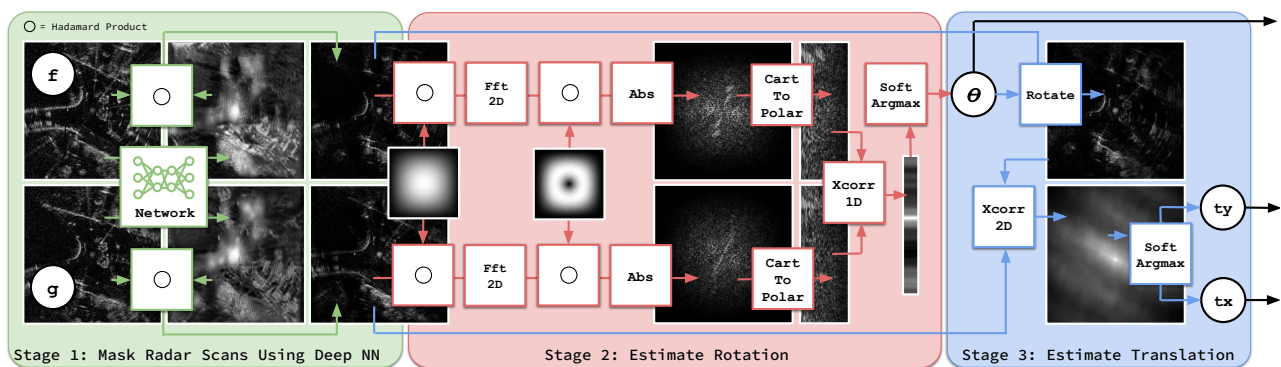 ○ = Hadamard Product
f
g
Network
Fft
2D
Abs
Cart
To
Polar
Fft
2D
Abs
Cart
To
Polar
Xcorr
1D
Soft
Argmax
θ
Rotate
Xcorr
2D
Soft
Argmax
ty
tx
Stage 1: Mask Radar Scans Using Deep NN
Stage 2: Estimate Rotation
Stage 3: Estimate Translation